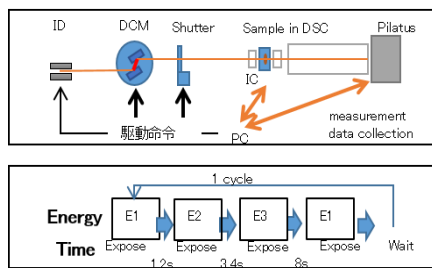 ID
DCM
Shutter
Sample in DSC
Pilatus
IC
駆動命令
PC
measurement
data collection
1 cycle
Energy
E1
E2
E3
E1
Time
Expose
Expose
Expose
Expose
Wait
1.2s
3.4s
8s